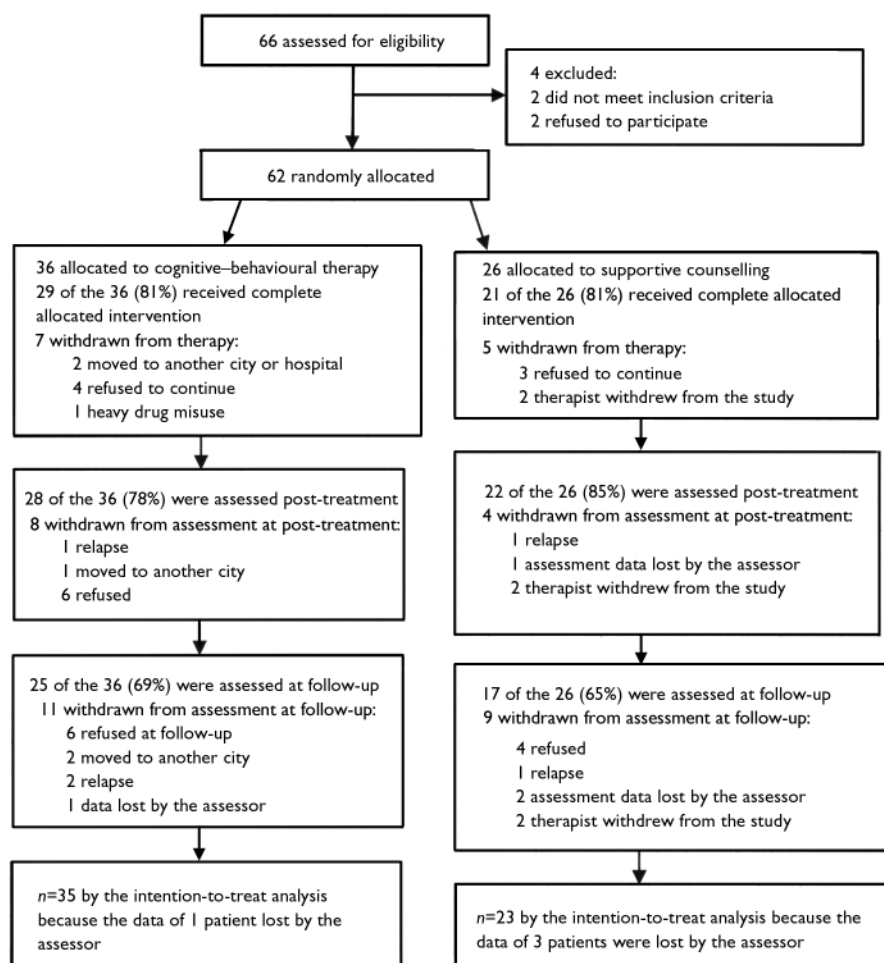 66 assessed for eligibility
4 excluded:
2 did not meet inclusion criteria
2 refused to participate
62 randomly allocated
36 allocated to cognitive–behavioural therapy
29 of the 36 (81%) received complete
allocated intervention
7 withdrawn from therapy:
2 moved to another city or hospital
4 refused to continue
1 heavy drug misuse
26 allocated to supportive counselling
21 of the 26 (81%) received complete allocated
intervention
5 withdrawn from therapy:
3 refused to continue
2 therapist withdrew from the study
28 of the 36 (78%) were assessed post-treatment
8 withdrawn from assessment at post-treatment:
1 relapse
1 moved to another city
6 refused
22 of the 26 (85%) were assessed post-treatment
4 withdrawn from assessment at post-treatment:
1 relapse
1 assessment data lost by the assessor
2 therapist withdrew from the study
25 of the 36 (69%) were assessed at follow-up
11 withdrawn from assessment at follow-up:
6 refused at follow-up
2 moved to another city
2 relapse
1 data lost by the assessor
17 of the 26 (65%) were assessed at follow-up
9 withdrawn from assessment at follow-up:
4 refused
1 relapse
2 assessment data lost by the assessor
2 therapist withdrew from the study
n=35 by the intention-to-treat analysis
because the data of 1 patient lost by the
assessor
n=23 by the intention-to-treat analysis because the
data of 3 patients were lost by the assessor